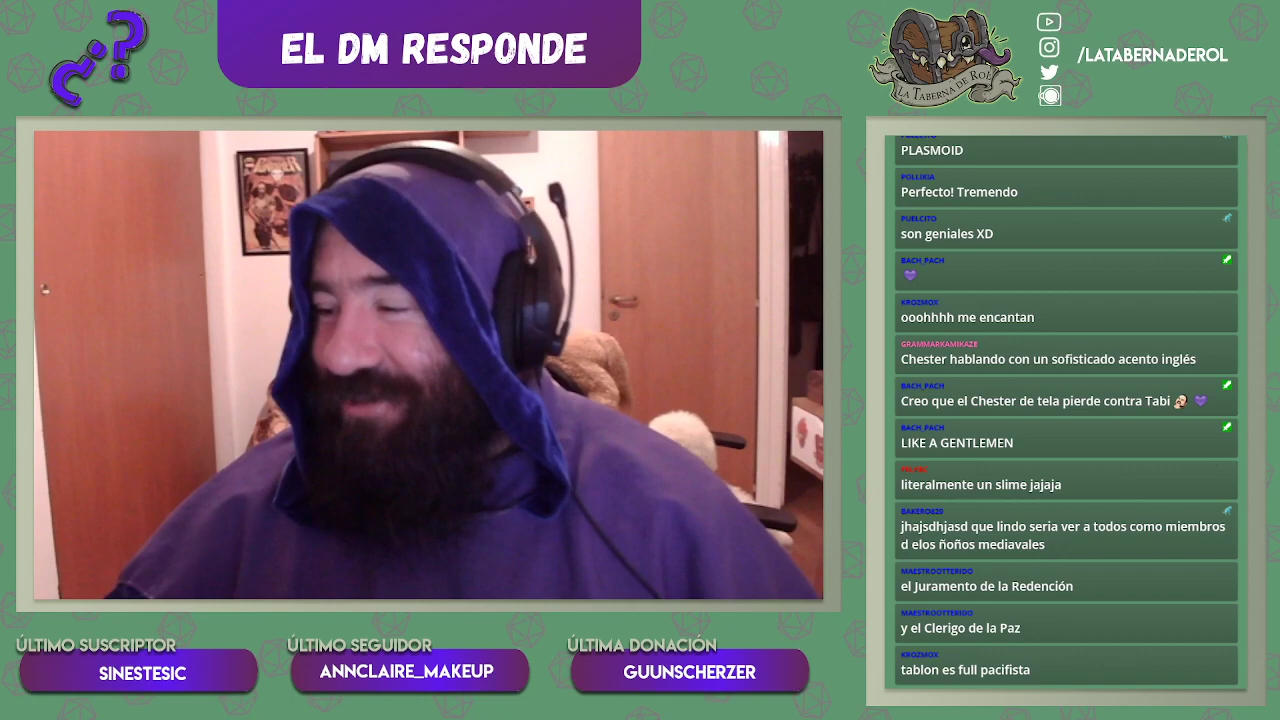 EL DM RESPONDE
LA TABERNA DE ROL
/LATABERNADEROL
PLASMOID
POLLIKIA
Perfecto! Tremendo
PUELCITO
son geniales XD
BACH_PACH
KROZMOX
ooohhhh me encantan
GRAMMARKAMIKAZE
Chester hablando con un sofisticado acento inglés
BACH_PACH
Creo que el Chester de tela pierde contra Tabi
BACH_PACH
LIKE A GENTLEMEN
literalmente un slime jajaja
BAKERO620
jhajsdhjasd que lindo seria ver a todos como miembros
d elos ñoños mediavales
MAESTROOTTERIDO
el Juramento de la Redención
MAESTROOTTERIDO
y el Clerigo de la Paz
KROZMOX
tablon es full pacifista
ÚLTIMO SUSCRIPTOR
SINESTESIC
ÚLTIMO SEGUIDOR
ANNCLAIRE_MAKEUP
ÚLTIMA DONACIÓN
GUUNSCHERZER